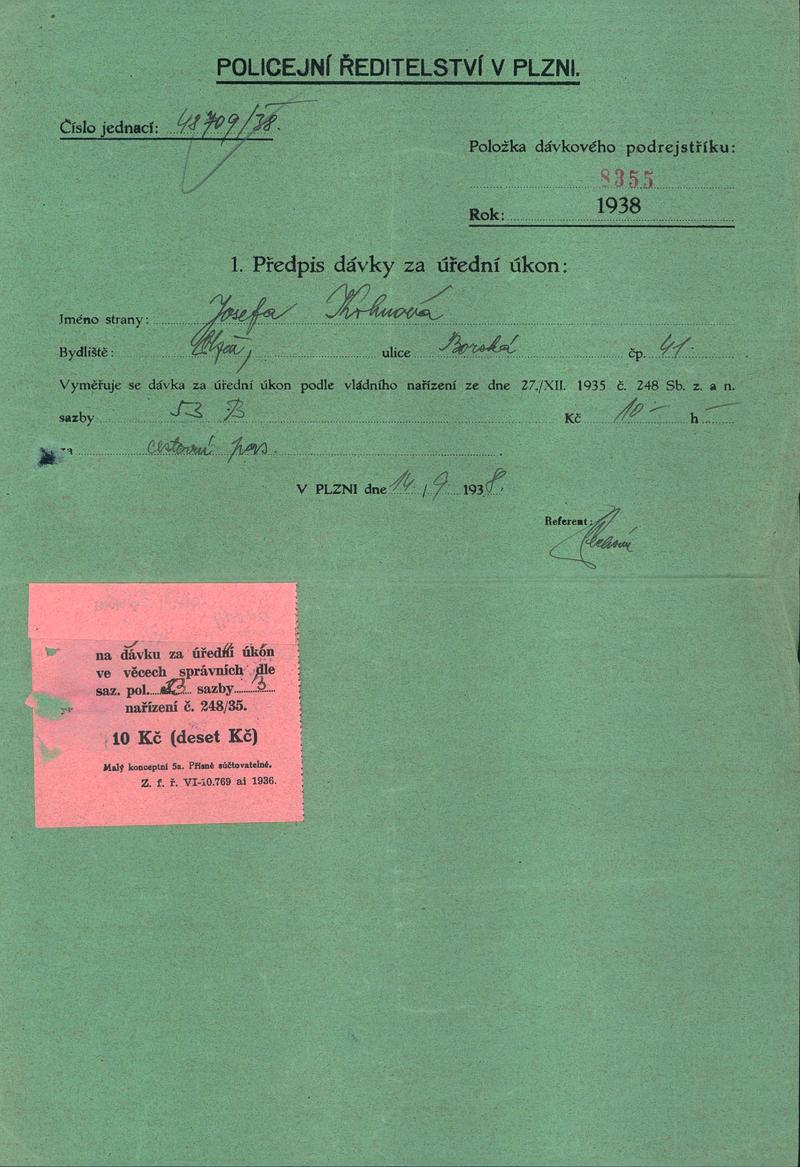 POLICEJNÍ ŘEDITELSTVÍ V PLZNI.
Číslo jednací: 48709/38.
Položka dávkového podrejstříku:
8355
Rok: 1938
1. Předpis dávky za úřední úkon:
Jméno strany: Josefa
Bydliště: Plzeň, ulice Borská čp. 41.
Vyměřuje se dávka za úřední úkon podle vládního nařízení ze dne 27./XII. 1935 č. 248 Sb. z. a n.
sazby 53 B Kč 10 - h -
za cestovní pas.
V PLZNI dne 14/9 1938.
Referent:
na dávku za úřední úkon
ve věcech správních dle
saz. pol. 53 sazby B
nařízení č. 248/35.
10 Kč (deset Kč)
Malý konceptní 5a. Přísně súčtovatelné.
Z. f. ř. VI-10.769 ai 1936.